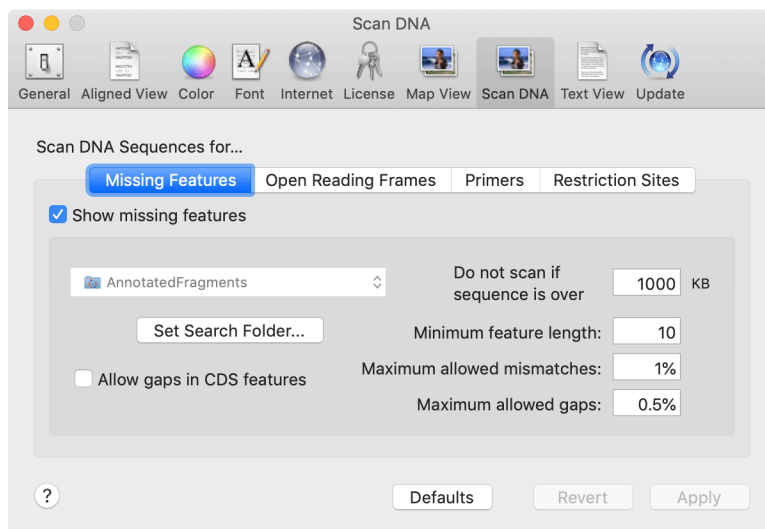 Scan DNA
General Aligned View Color Font Internet License Map View Scan DNA Text View Update
Scan DNA Sequences for...
Missing Features Open Reading Frames Primers Restriction Sites
Show missing features
AnnotatedFragments
Do not scan if
sequence is over
1000 KB
Set Search Folder...
Minimum feature length: 10
Maximum allowed mismatches: 1%
Allow gaps in CDS features
Maximum allowed gaps: 0.5%
? Defaults Revert Apply